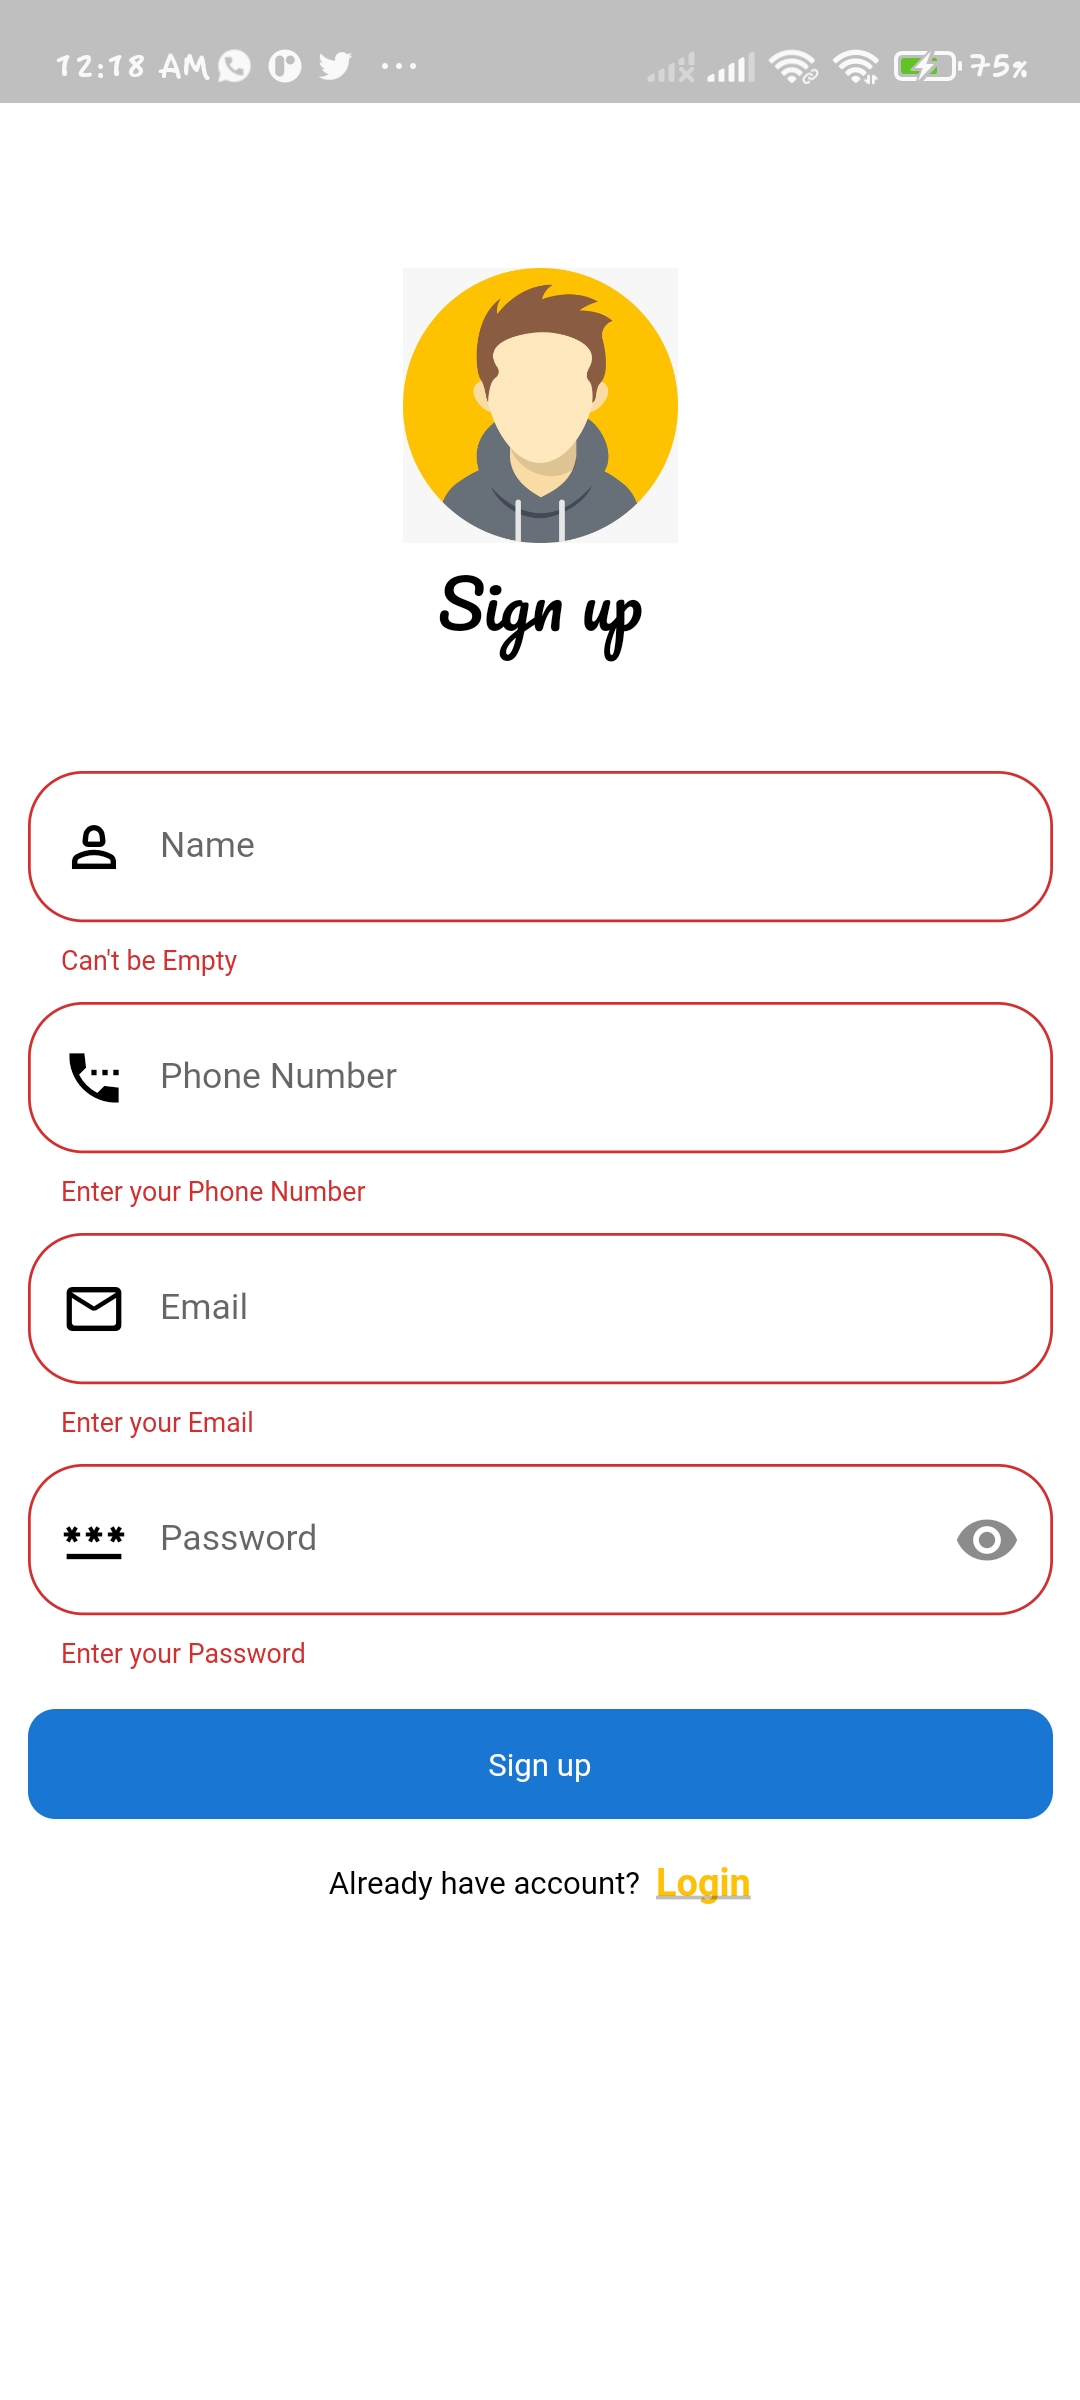 12:18 AM ... 75%
Sign up
Name
Can't be Empty
Phone Number
Enter your Phone Number
Email
Enter your Email
*** Password
Enter your Password
Sign up
Already have account? Login